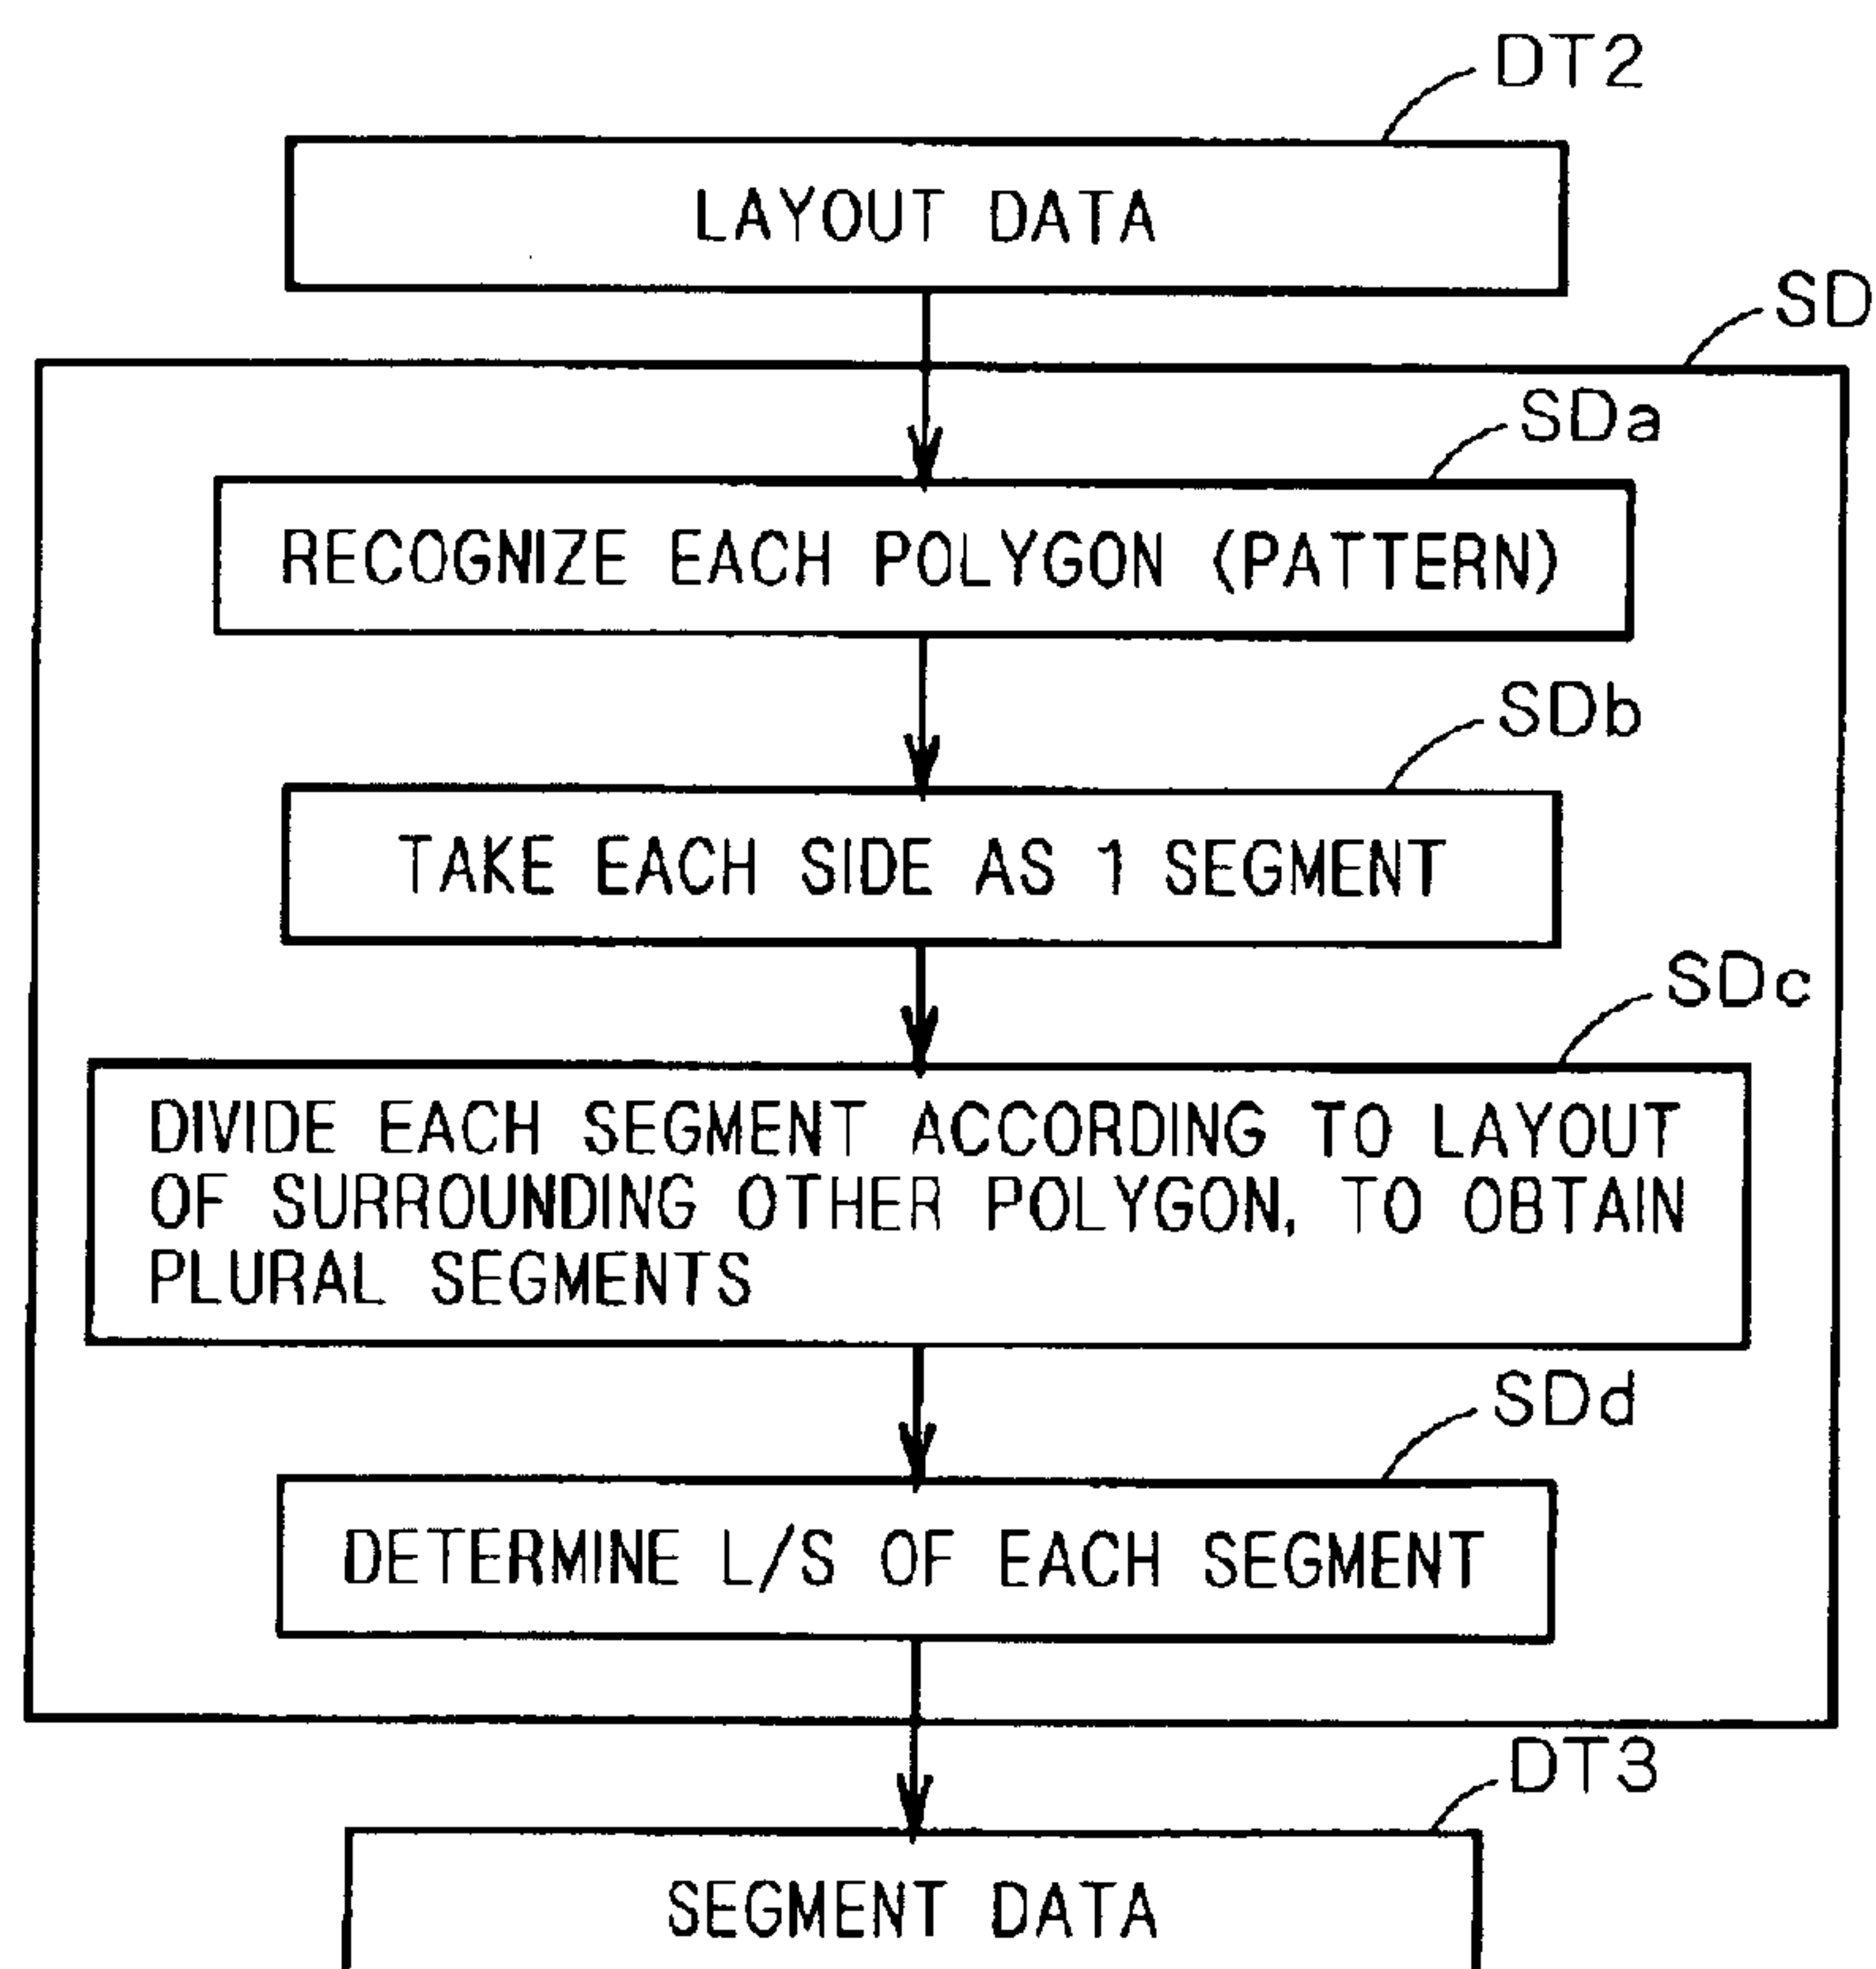 DT2
LAYOUT DATA
SD
SDa
RECOGNIZE EACH POLYGON (PATTERN)
SDb
TAKE EACH SIDE AS 1 SEGMENT
SDc
DIVIDE EACH SEGMENT ACCORDING TO LAYOUT
OF SURROUNDING OTHER POLYGON, TO OBTAIN
PLURAL SEGMENTS
SDd
DETERMINE L/S OF EACH SEGMENT
DT3
SEGMENT DATA